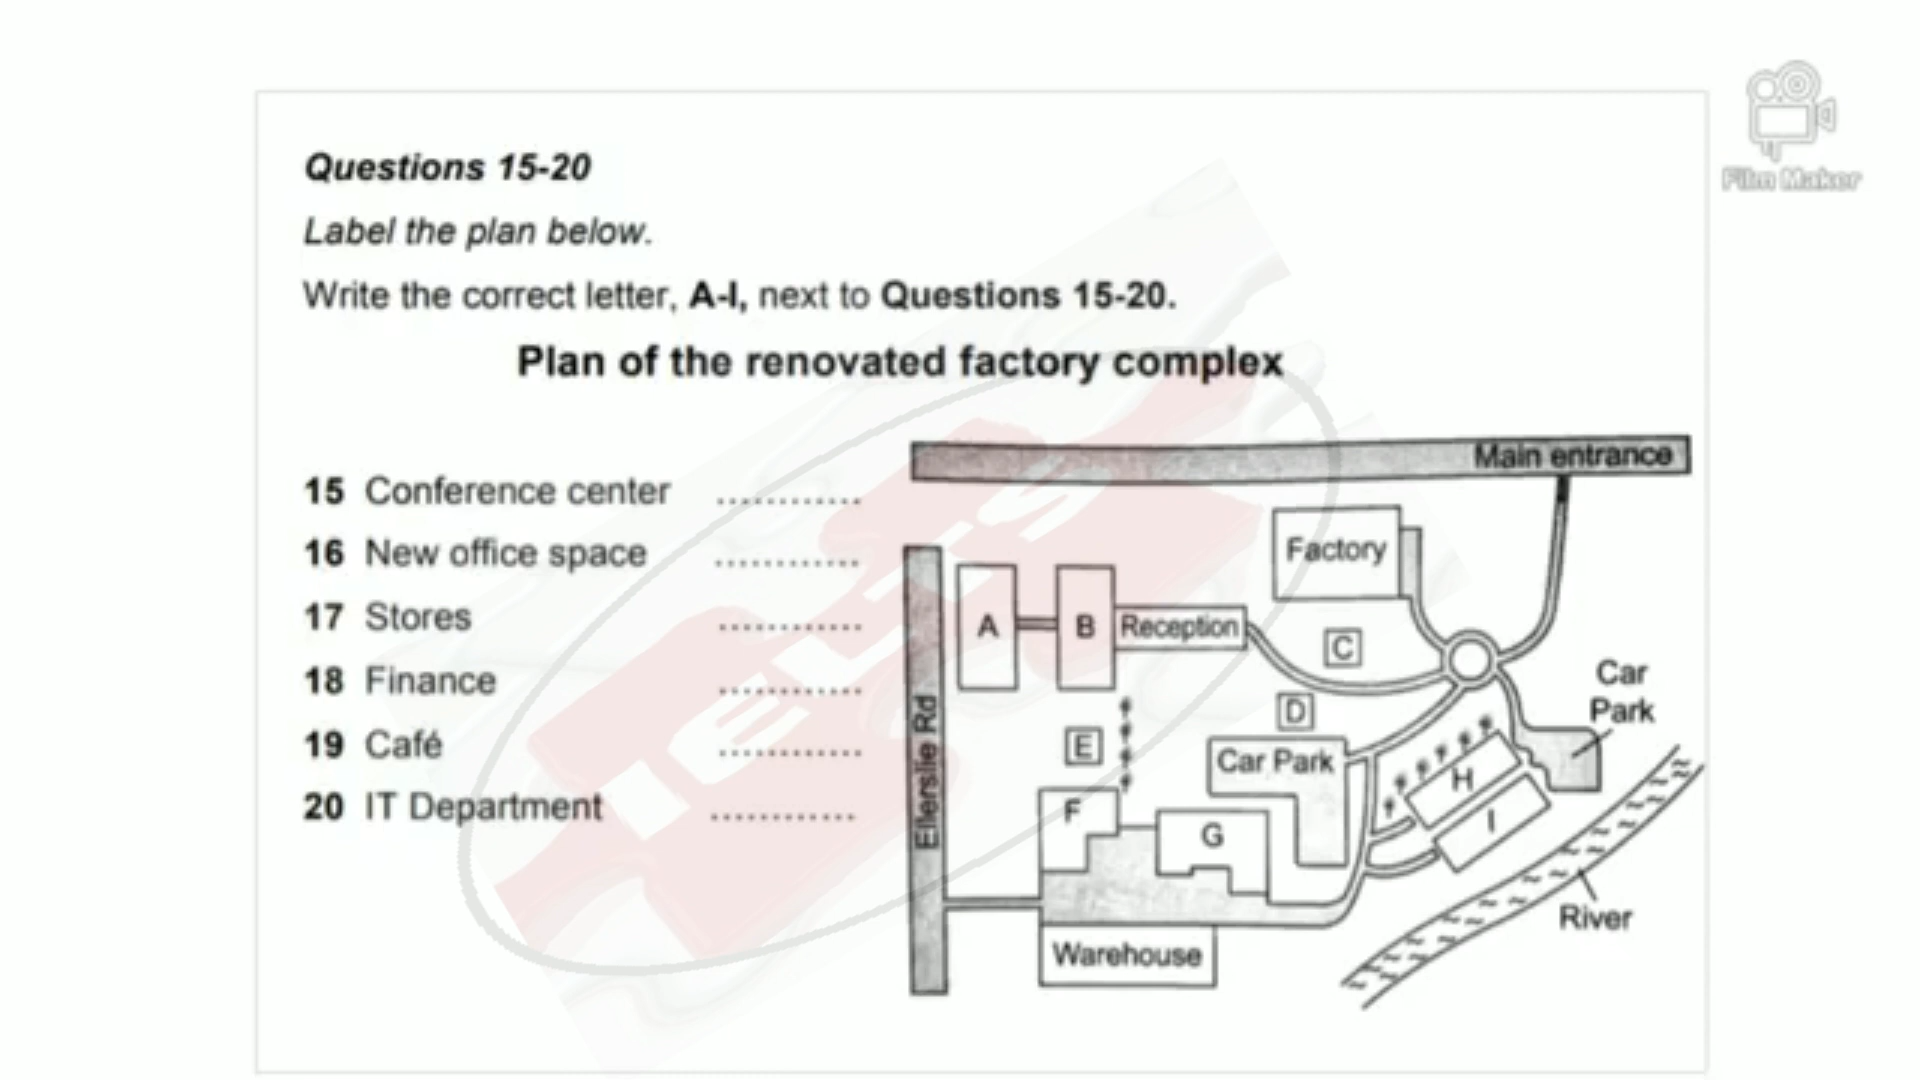 Film Maker
Questions 15-20
Label the plan below.
Write the correct letter, A-I, next to Questions 15-20.
Plan of the renovated factory complex
15 Conference center ............
16 New office space ............
17 Stores ............
18 Finance ............
19 Café ............
20 IT Department ............
Main entrance
Factory
A
B
Reception
C
Car
Park
D
E
Car Park
H
F
G
I
Ellerslie Rd
River
Warehouse
IELTS